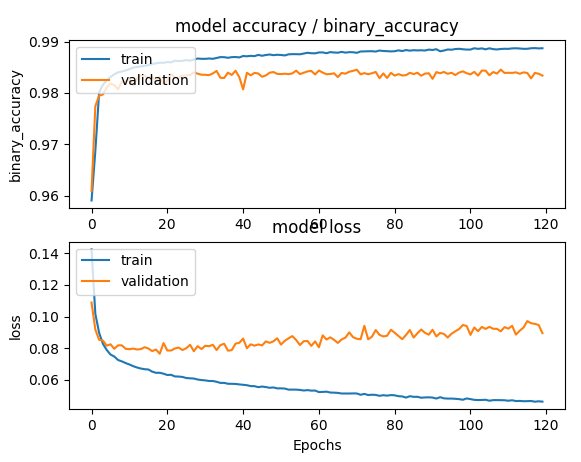 model accuracy / binary_accuracy
0.99
0.98
0.97
0.96
binary_accuracy
train
validation
0 20 40 60 80 100 120
model loss
0.14
0.12
0.10
0.08
0.06
loss
train
validation
0 20 40 60 80 100 120
Epochs